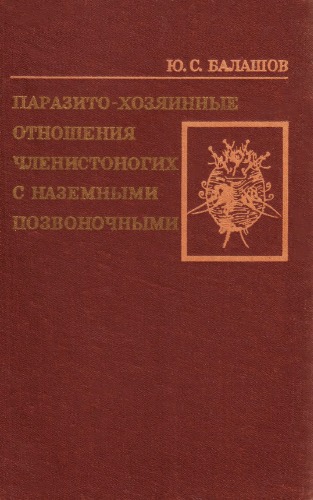 Ю. С. БАЛАШОВ
ПАРАЗИТО-ХОЗЯИННЫЕ
ОТНОШЕНИЯ
ЧЛЕНИСТОНОГИХ
С НАЗЕМНЫМИ
ПОЗВОНОЧНЫМИ